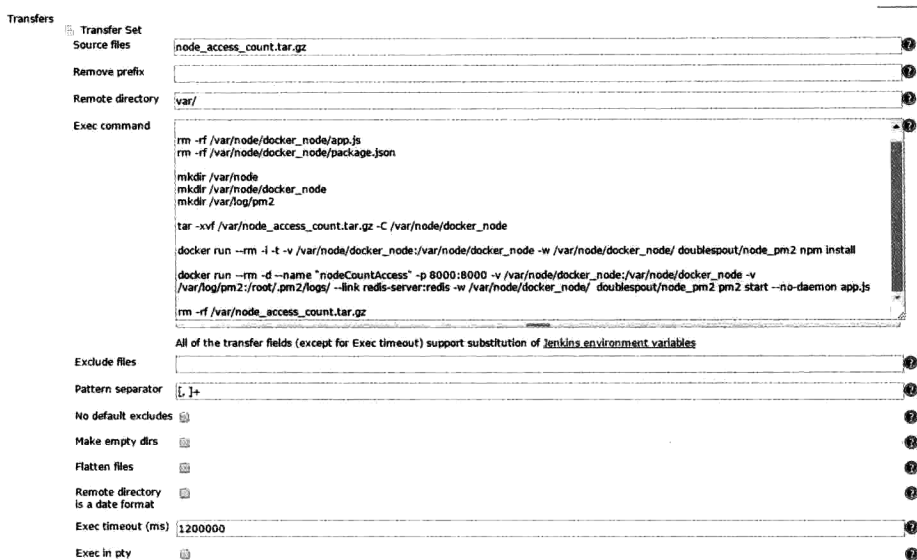 Transfers
Transfer Set
Source files
node_access_count.tar.gz
Remove prefix
Remote directory
var/
Exec command
rm -rf /var/node/docker_node/app.js
rm -rf /var/node/docker_node/package.json
mkdir /var/node
mkdir /var/node/docker_node
mkdir /var/log/pm2
tar -xvf /var/node_access_count.tar.gz -C /var/node/docker_node
docker run --rm -i -t -v /var/node/docker_node:/var/node/docker_node -w /var/node/docker_node/ doublespout/node_pm2 npm install
docker run --rm -d --name "nodeCountAccess" -p 8000:8000 -v /var/node/docker_node:/var/node/docker_node -v
/var/log/pm2:/root/.pm2/logs/ --link redis-server:redis -w /var/node/docker_node/ doublespout/node_pm2 pm2 start --no-daemon app.js
rm -rf /var/node_access_count.tar.gz
All of the transfer fields (except for Exec timeout) support substitution of Jenkins environment variables
Exclude files
Pattern separator
[, ]+
No default excludes
Make empty dirs
Flatten files
Remote directory
is a date format
Exec timeout (ms)
1200000
Exec in pty